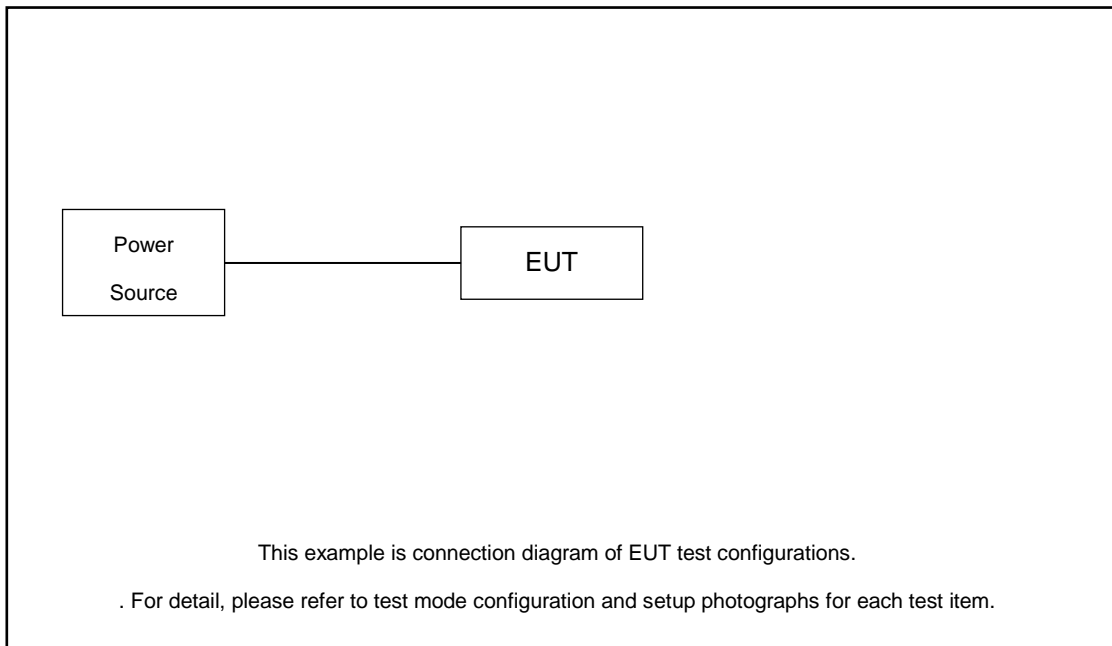 Power
Source
EUT
This example is connection diagram of EUT test configurations.
. For detail, please refer to test mode configuration and setup photographs for each test item.